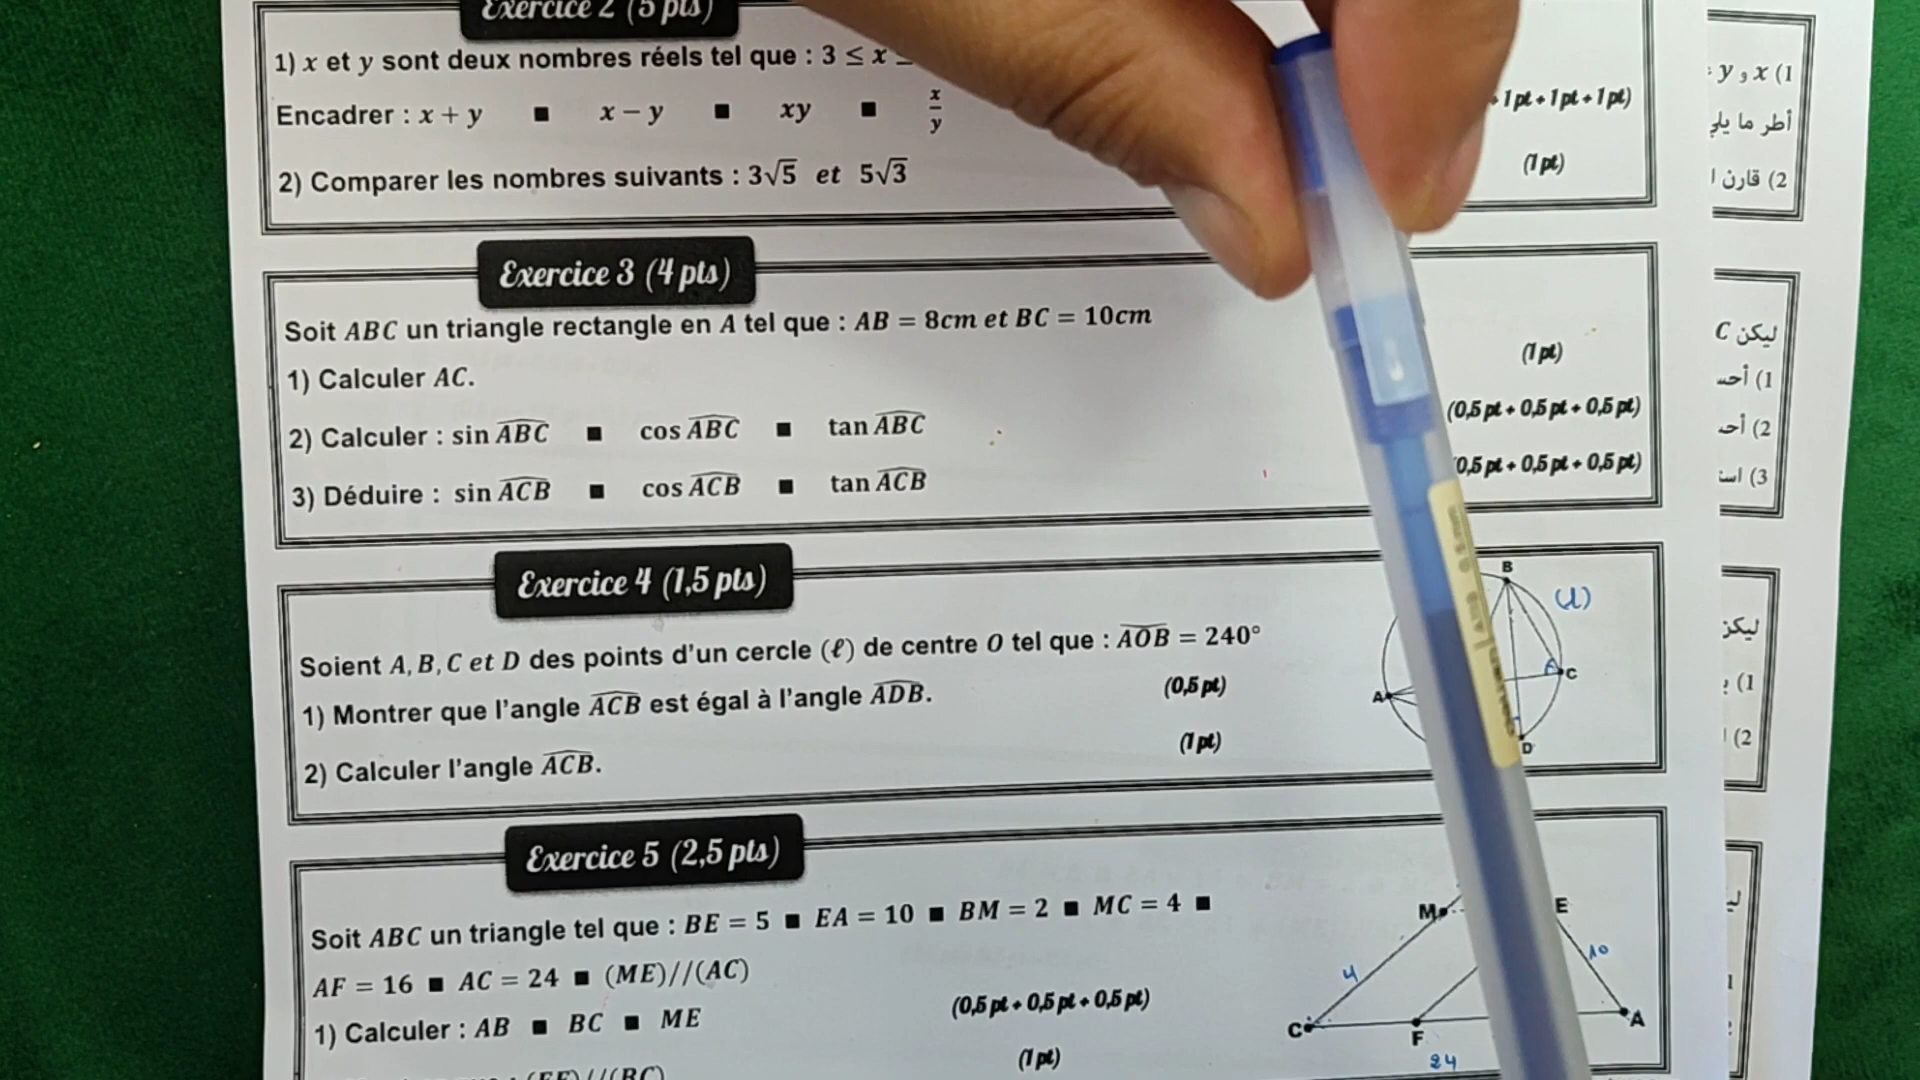 Exercice 2 (5 pts)
1) x et y sont deux nombres réels tel que : 3 ≤ x
Encadrer : x + y ■ x − y ■ xy ■ x/y
1 pt + 1 pt + 1 pt)
2) Comparer les nombres suivants : 3√5 et 5√3
(1 pt)
Exercice 3 (4 pts)
Soit ABC un triangle rectangle en A tel que : AB = 8cm et BC = 10cm
1) Calculer AC.
(1 pt)
2) Calculer : sin ABC ■ cos ABC ■ tan ABC
(0,5 pt + 0,5 pt + 0,5 pt)
3) Déduire : sin ACB ■ cos ACB ■ tan ACB
0,5 pt + 0,5 pt + 0,5 pt)
Exercice 4 (1,5 pts)
Soient A, B, C et D des points d'un cercle (ℓ) de centre O tel que : AOB = 240°
1) Montrer que l'angle ACB est égal à l'angle ADB.
(0,5 pt)
2) Calculer l'angle ACB.
(1 pt)
B
(l)
A
C
D
Exercice 5 (2,5 pts)
Soit ABC un triangle tel que : BE = 5 ■ EA = 10 ■ BM = 2 ■ MC = 4 ■
AF = 16 ■ AC = 24 ■ (ME)//(AC)
1) Calculer : AB ■ BC ■ ME
(0,5 pt + 0,5 pt + 0,5 pt)
(EF)//(BC)
(1 pt)
M
E
4
10
C
F
A
24
1) x و y
أطر ما يلي
2) قارن
ليكن C
1)
2)
3)
ليكن
1)
2)